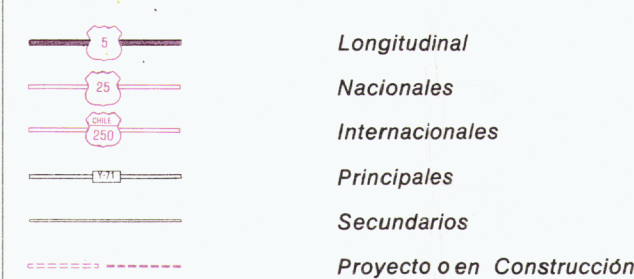 5 Longitudinal
25 Nacionales
CHILE
250 Internacionales
Y-71 Principales
Secundarios
Proyecto o en Construcción